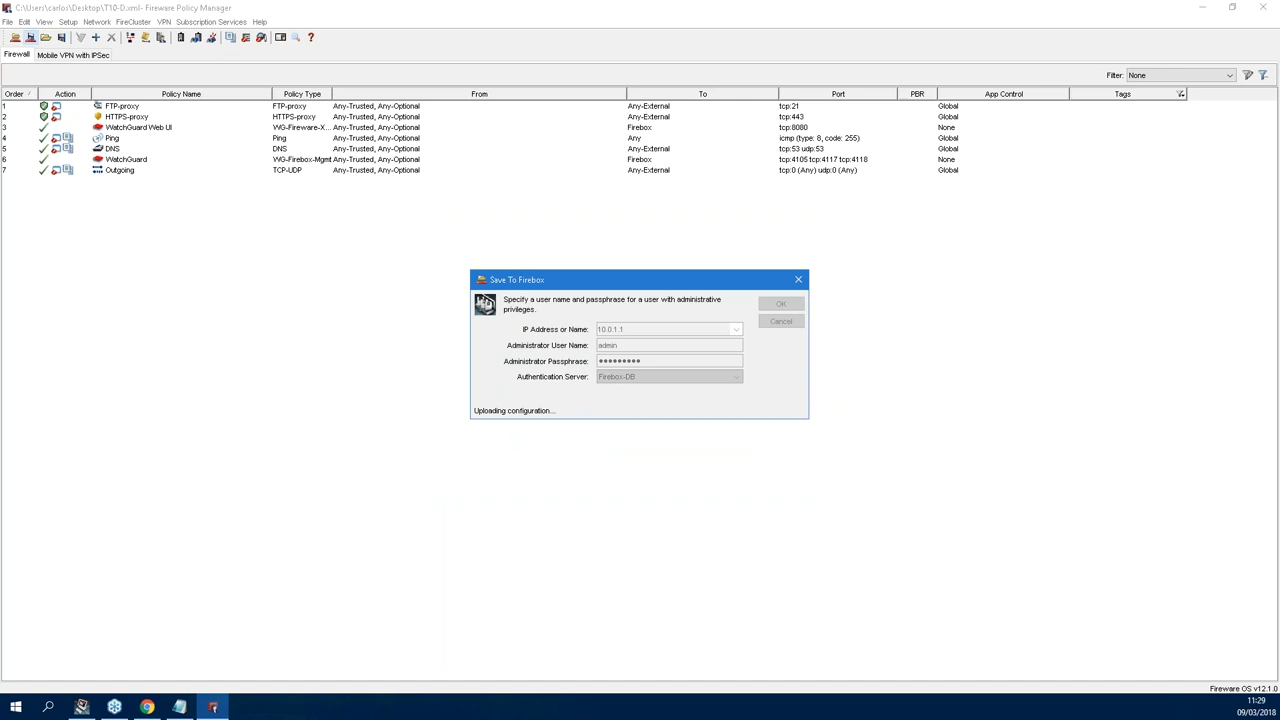 C:\Users\carlos\Desktop\T10-D.xml- Fireware Policy Manager
File Edit View Setup Network FireCluster VPN Subscription Services Help
Firewall Mobile VPN with IPSec
Filter: None
Order / Action Policy Name Policy Type From To Port PBR App Control Tags
1 FTP-proxy FTP-proxy Any-Trusted, Any-Optional Any-External tcp:21 Global
2 HTTPS-proxy HTTPS-proxy Any-Trusted, Any-Optional Any-External tcp:443 Global
3 WatchGuard Web UI WG-Fireware-X... Any-Trusted, Any-Optional Firebox tcp:8080 None
4 Ping Ping Any-Trusted, Any-Optional Any icmp (type: 8, code: 255) Global
5 DNS DNS Any-Trusted, Any-Optional Any-External tcp:53 udp:53 Global
6 WatchGuard WG-Firebox-Mgmt Any-Trusted, Any-Optional Firebox tcp:4105 tcp:4117 tcp:4118 None
7 Outgoing TCP-UDP Any-Trusted, Any-Optional Any-External tcp:0 (Any) udp:0 (Any) Global
Save To Firebox
Specify a user name and passphrase for a user with administrative
privileges.
OK
Cancel
IP Address or Name: 10.0.1.1
Administrator User Name: admin
Administrator Passphrase: •••••••••
Authentication Server: Firebox-DB
Uploading configuration...
Fireware OS v12.1.0
11:29
09/03/2018